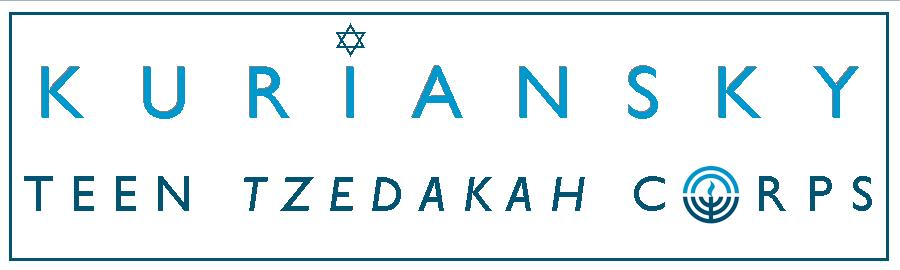 KURIANSKY
TEEN TZEDAKAH CORPS